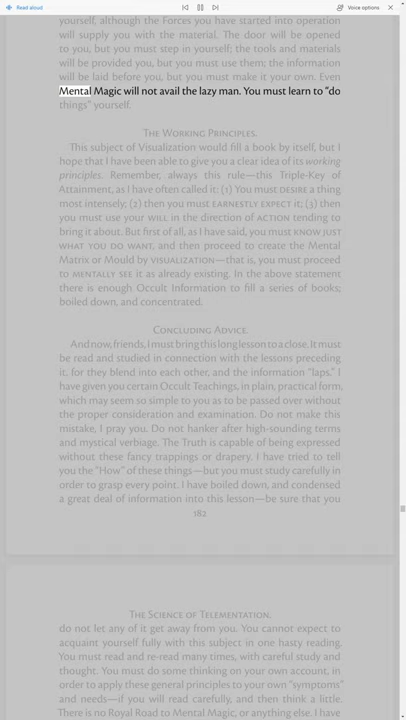 Read aloud
Voice options
yourself, although the Forces you have started into operation
will supply you with the material. The door will be opened
to you, but you must step in yourself; the tools and materials
will be provided you, but you must use them; the information
will be laid before you, but you must make it your own. Even
Mental Magic will not avail the lazy man. You must learn to “do
things” yourself.
The Working Principles.
This subject of Visualization would fill a book by itself, but I
hope that I have been able to give you a clear idea of its working
principles. Remember, always this rule—this Triple-Key of
Attainment, as I have often called it: (1) You must desire a thing
most intensely; (2) then you must earnestly expect it; (3) then
you must use your will in the direction of action tending to
bring it about. But first of all, as I have said, you must know just
what you do want, and then proceed to create the Mental
Matrix or Mould by visualization—that is, you must proceed
to mentally see it as already existing. In the above statement
there is enough Occult Information to fill a series of books;
boiled down, and concentrated.
Concluding Advice.
And now, friends, I must bring this long lesson to a close. It must
be read and studied in connection with the lessons preceding
it, for they blend into each other, and the information “laps.” I
have given you certain Occult Teachings, in plain, practical form,
which may seem so simple to you as to be passed over without
the proper consideration and examination. Do not make this
mistake, I pray you. Do not hanker after high-sounding terms
and mystical verbiage. The Truth is capable of being expressed
without these fancy trappings or drapery. I have tried to tell
you the “How” of these things—but you must study carefully in
order to grasp every point. I have boiled down, and condensed
a great deal of information into this lesson—be sure that you
182
The Science of Telementation.
do not let any of it get away from you. You cannot expect to
acquaint yourself fully with this subject in one hasty reading.
You must read and re-read many times, with careful study and
thought. You must do some thinking on your own account, in
order to apply these general principles to your own “symptoms”
and needs—if you will read carefully, and then think a little.
There is no Royal Road to Mental Magic, or anything else. I have